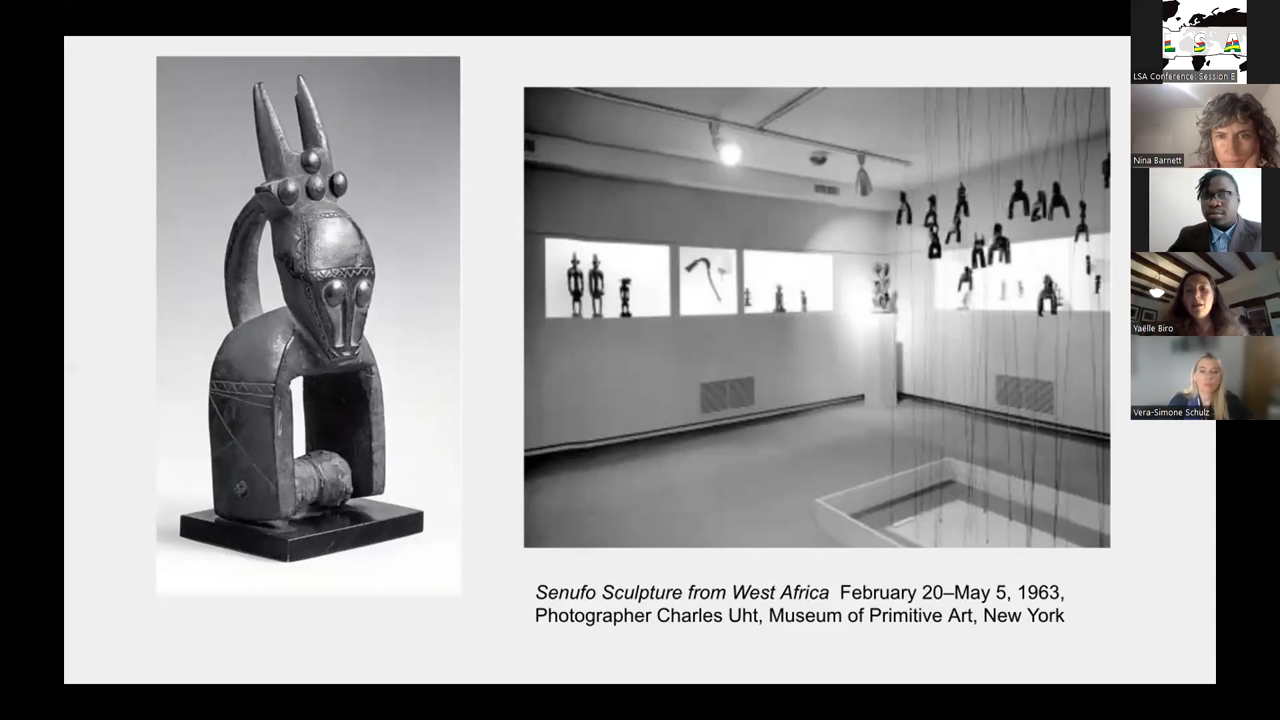 Senufo Sculpture from West Africa  February 20–May 5, 1963,
Photographer Charles Uht, Museum of Primitive Art, New York
LSA
LSA Conference: Session E
Nina Barnett
Yaëlle Biro
Vera-Simone Schulz